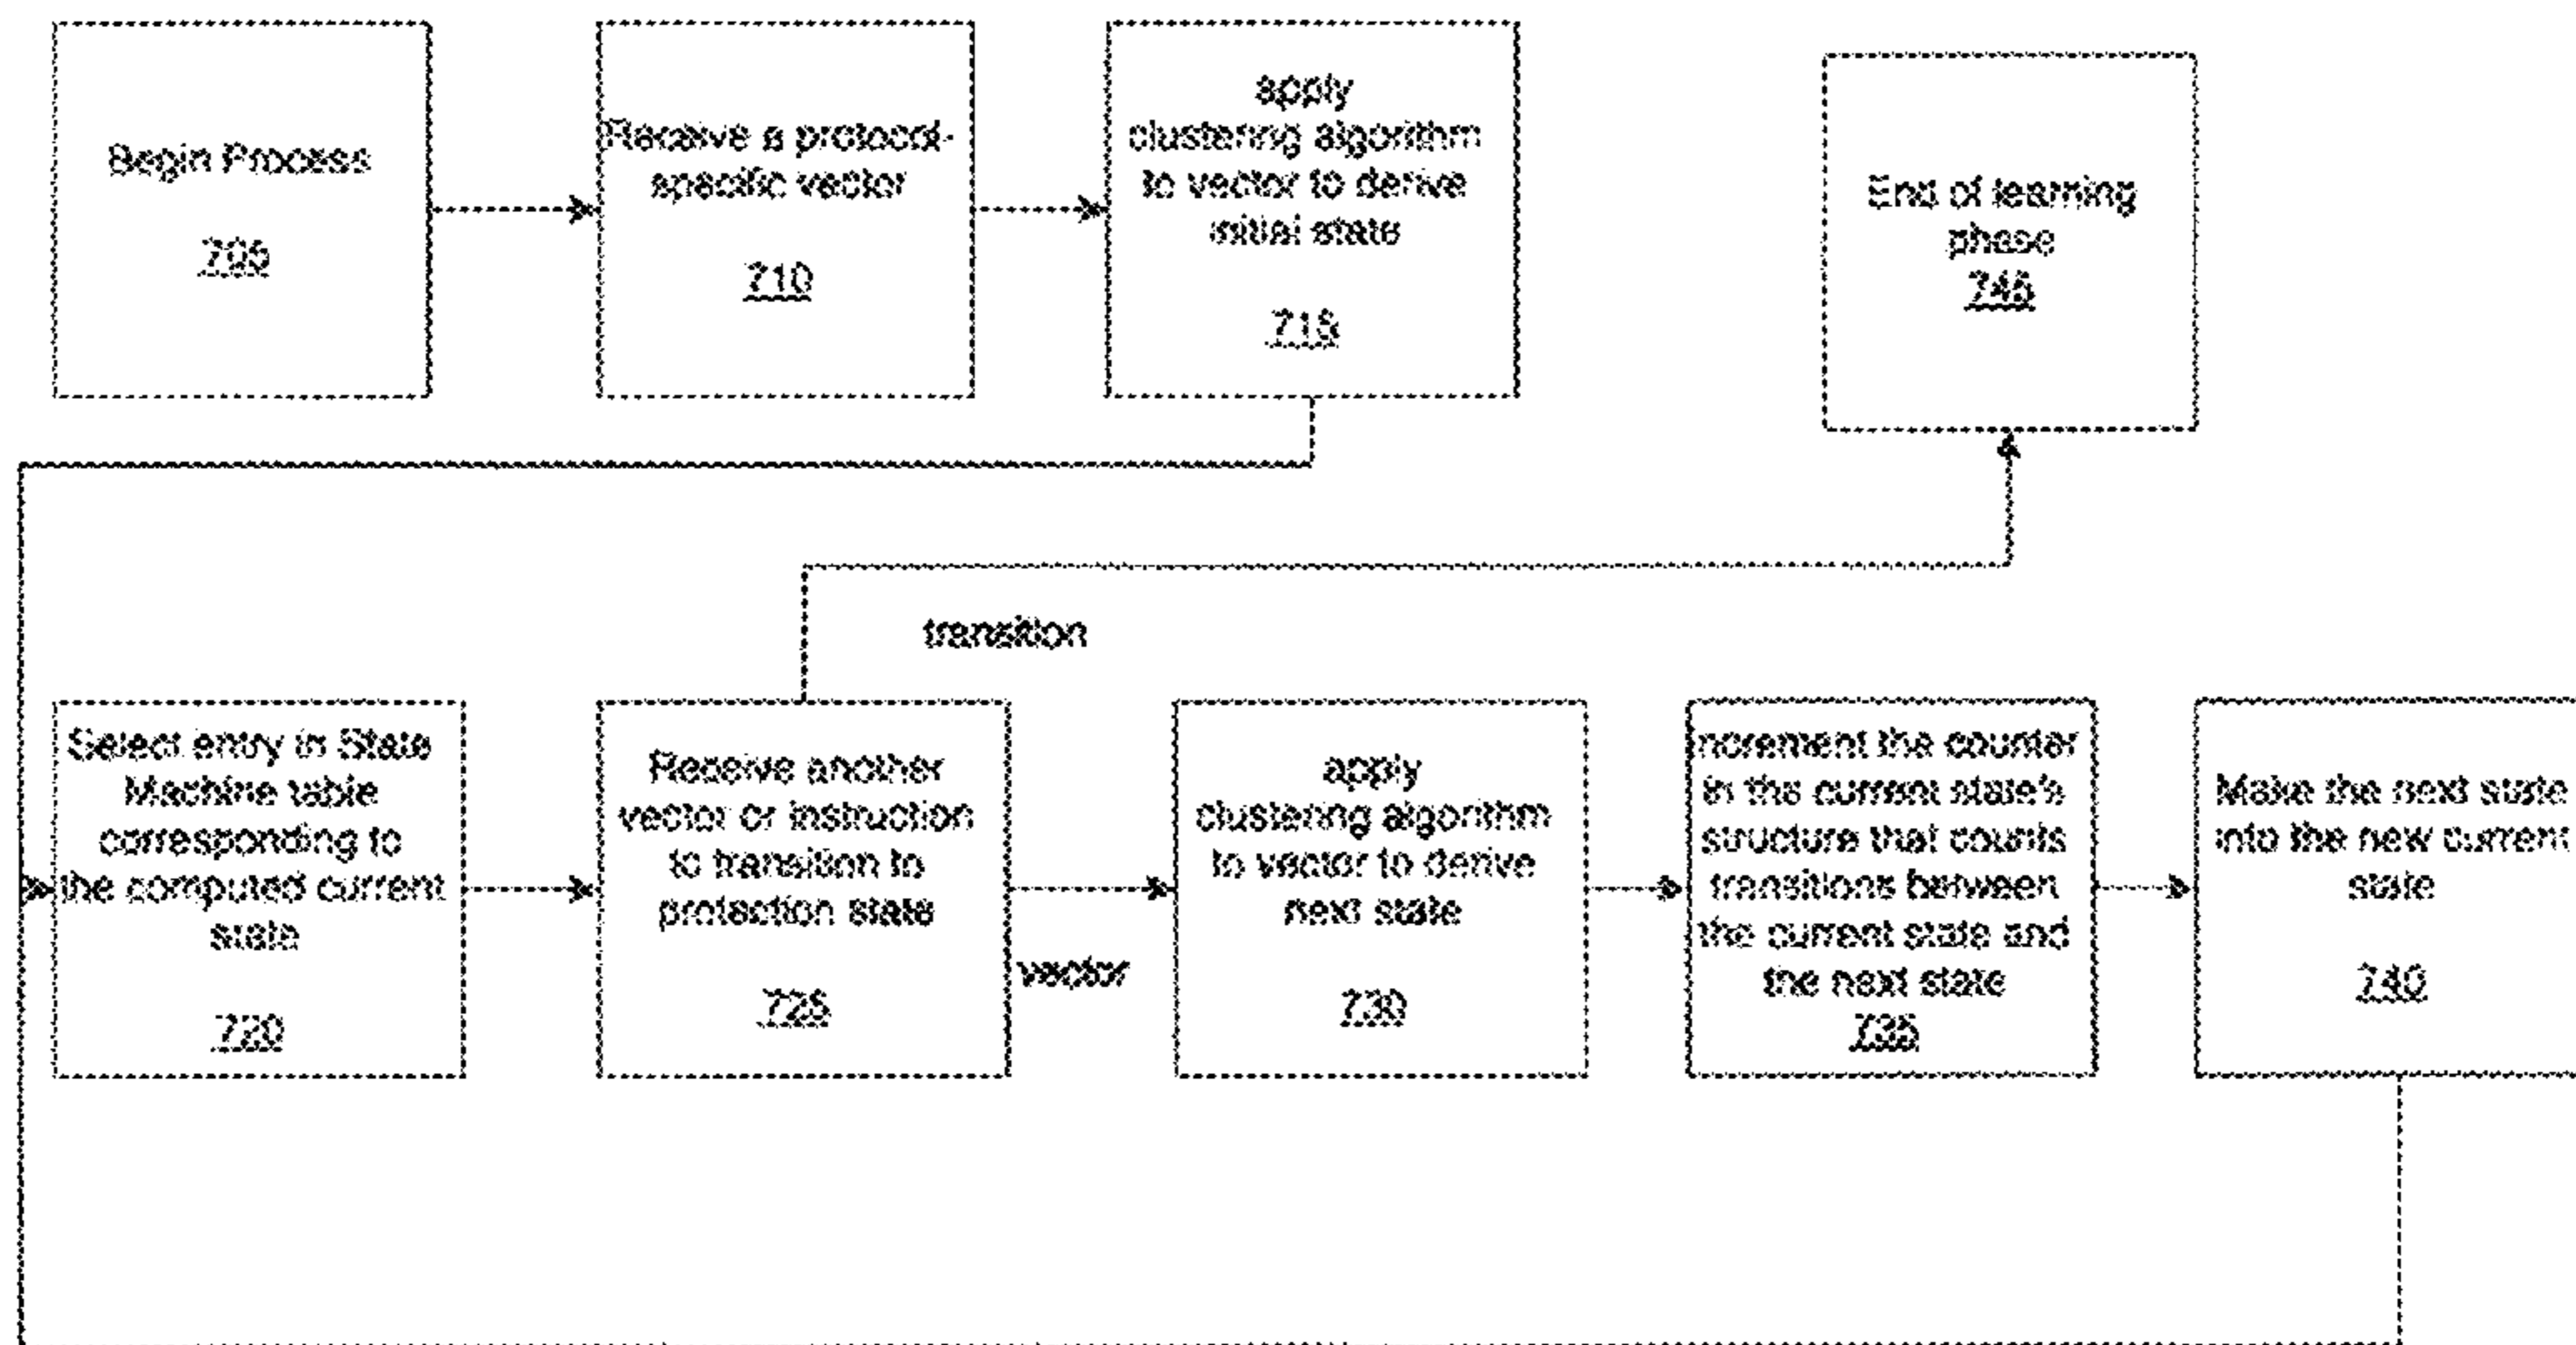 Begin Process
705
Receive a protocol-
specific vector
710
apply
clustering algorithm
to vector to derive
initial state
715
End of learning
phase
745
transition
Select entry in State
Machine table
corresponding to
the computed current
state
720
Receive another
vector or instruction
to transition to
protection state
725
vector
apply
clustering algorithm
to vector to derive
next state
730
Increment the counter
in the current state's
structure that counts
transitions between
the current state and
the next state
735
Make the next state
into the new current
state
740